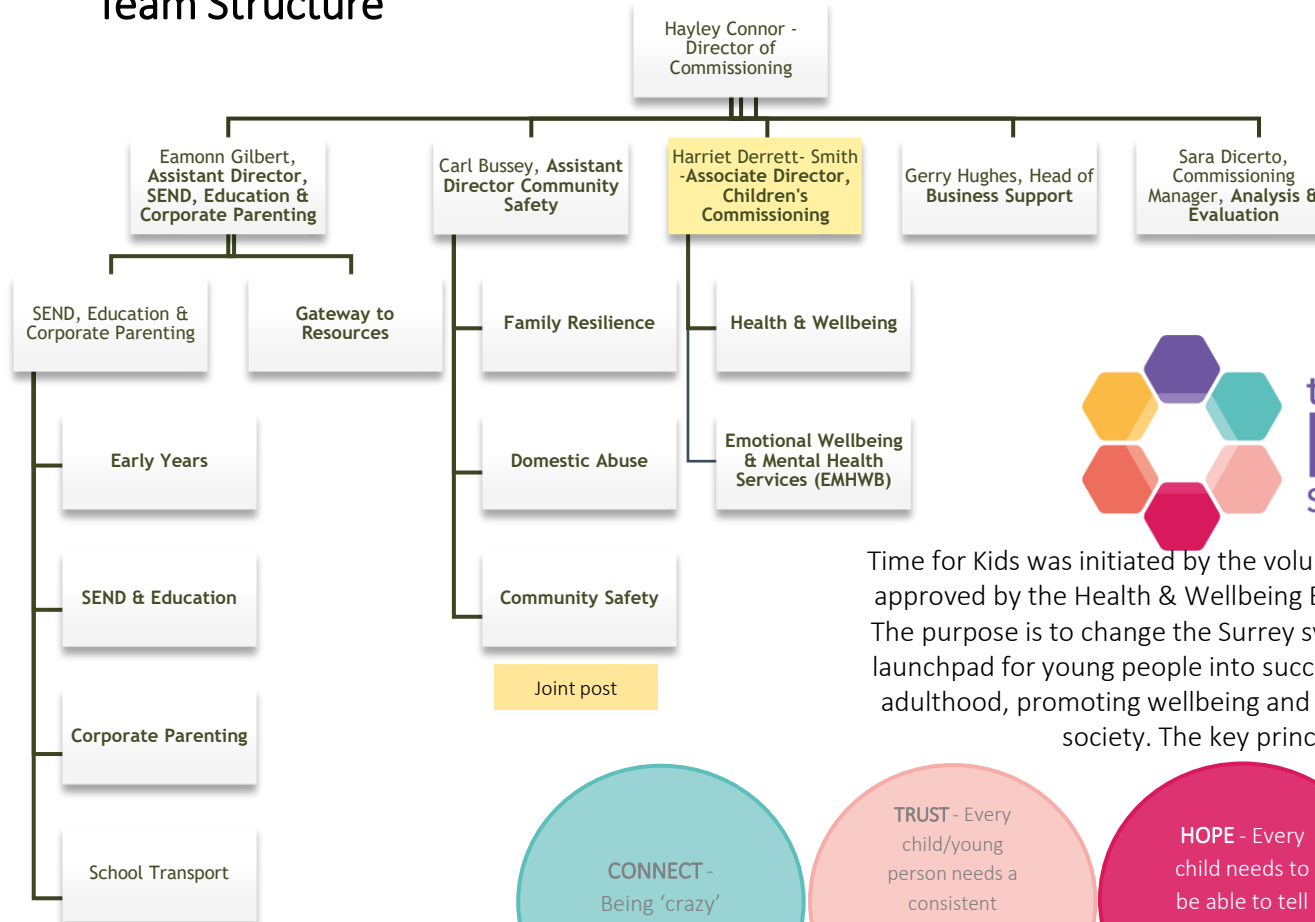 Team Structure
Hayley Connor -
Director of
Commissioning
Eamonn Gilbert,
Assistant Director,
SEND, Education &
Corporate Parenting
Carl Bussey, Assistant
Director Community
Safety
Harriet Derrett- Smith
-Associate Director,
Children's
Commissioning
Gerry Hughes, Head of
Business Support
Sara Dicerto,
Commissioning
Manager, Analysis &
Evaluation
SEND, Education &
Corporate Parenting
Gateway to
Resources
Family Resilience
Health & Wellbeing
Early Years
Domestic Abuse
Emotional Wellbeing
& Mental Health
Services (EMHWB)
SEND & Education
Community Safety
Joint post
Corporate Parenting
School Transport
Time for Kids was initiated by the
approved by the Health & Wellbeing
The purpose is to change the Surrey
launchpad for young people into
adulthood, promoting wellbeing and
society. The key
CONNECT -
Being 'crazy'
TRUST - Every
child/young
person needs a
consistent
HOPE - Every
child needs to
be able to tell